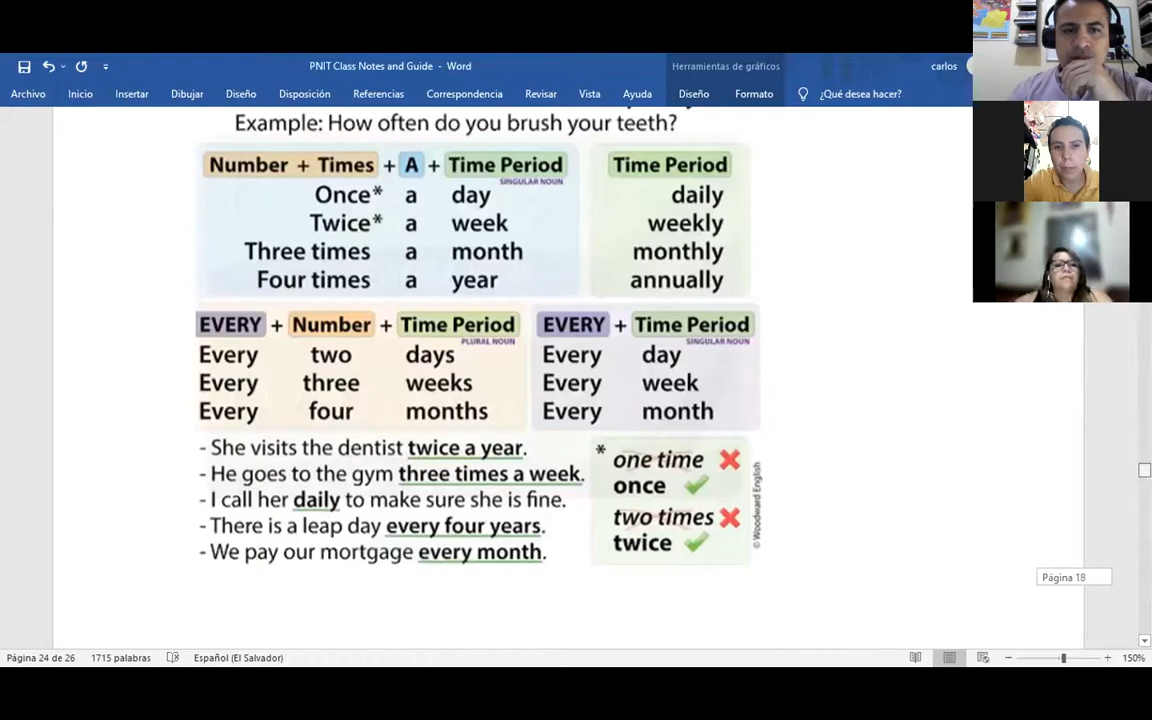 PNIT Class Notes and Guide - Word
Herramientas de gráficos
carlos
Archivo Inicio Insertar Dibujar Diseño Disposición Referencias Correspondencia Revisar Vista Ayuda Diseño Formato ¿Qué desea hacer?
Example: How often do you brush your teeth?
Number + Times + A + Time Period
SINGULAR NOUN
Once* a day
Twice* a week
Three times a month
Four times a year
Time Period
daily
weekly
monthly
annually
EVERY + Number + Time Period
PLURAL NOUN
Every two days
Every three weeks
Every four months
EVERY + Time Period
SINGULAR NOUN
Every day
Every week
Every month
- She visits the dentist twice a year.
- He goes to the gym three times a week.
- I call her daily to make sure she is fine.
- There is a leap day every four years.
- We pay our mortgage every month.
* one time
once
two times
twice
© Woodward English
Página 18
Página 24 de 26 1715 palabras Español (El Salvador) 150%